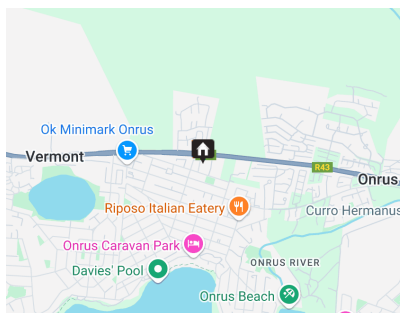 Ok Minimark Onrus
Vermont
R43
Onrus
Riposo Italian Eatery
Curro Hermanus
Onrus Caravan Park
Davies' Pool
ONRUS RIVER
Onrus Beach